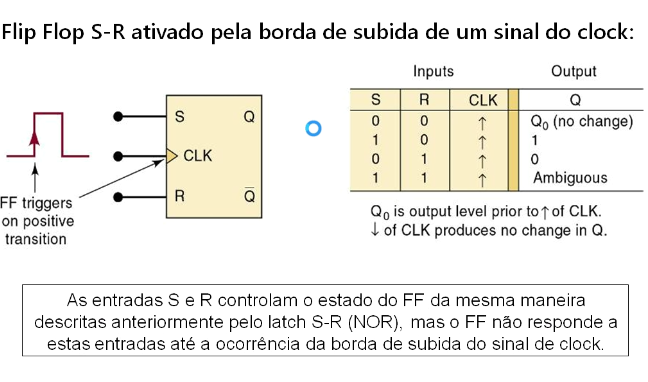 Flip Flop S-R ativado pela borda de subida de um sinal do clock:
S Q
CLK
R Q̅
FF triggers
on positive
transition
Inputs Output
S R CLK Q
0 0 ↑ Q₀ (no change)
1 0 ↑ 1
0 1 ↑ 0
1 1 ↑ Ambiguous
Q₀ is output level prior to ↑ of CLK.
↓ of CLK produces no change in Q.
As entradas S e R controlam o estado do FF da mesma maneira
descritas anteriormente pelo latch S-R (NOR), mas o FF não responde a
estas entradas até a ocorrência da borda de subida do sinal de clock.